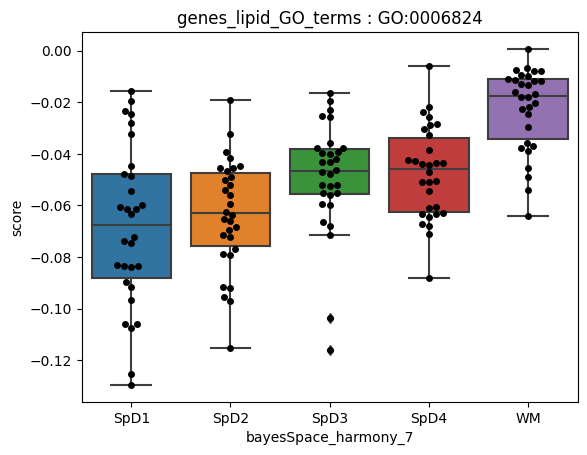 genes_lipid_GO_terms : GO:0006824
0.00
−0.02
−0.04
−0.06
−0.08
−0.10
−0.12
score
SpD1 SpD2 SpD3 SpD4 WM
bayesSpace_harmony_7